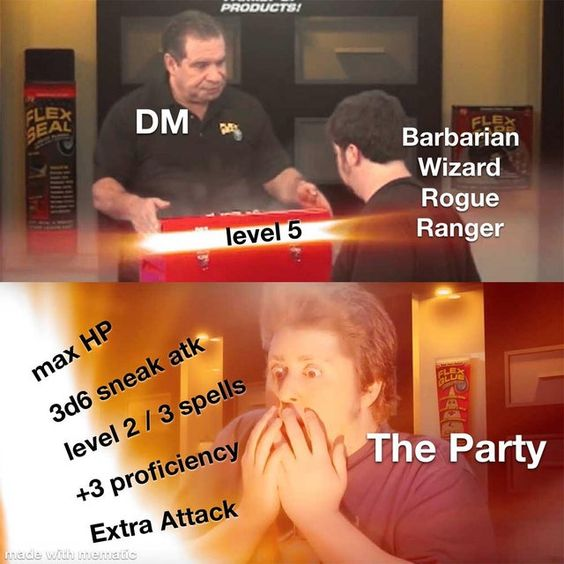 PRODUCTS!
FLEX
SEAL
DM
FLEX
Barbarian
Wizard
Rogue
Ranger
level 5
max HP
3d6 sneak atk
level 2 / 3 spells
+3 proficiency
Extra Attack
FLEX
GLUE
The Party
made with mematic